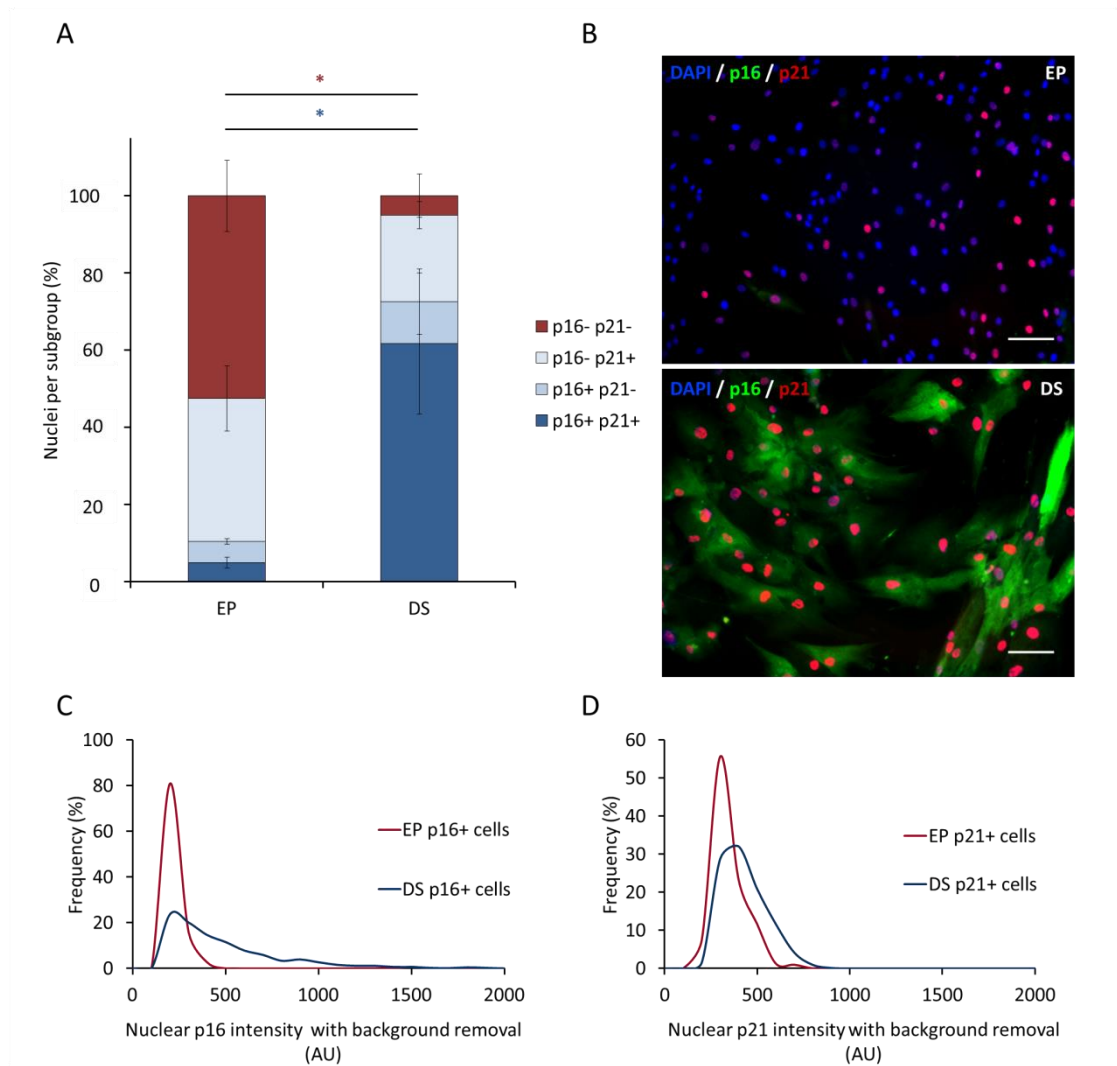 A
*
*
Nuclei per subgroup (%)
100
80
60
40
20
0
EP
DS
p16- p21-
p16- p21+
p16+ p21-
p16+ p21+
B
DAPI / p16 / p21
EP
DAPI / p16 / p21
DS
C
Frequency (%)
100
80
60
40
20
0
0 500 1000 1500 2000
EP p16+ cells
DS p16+ cells
Nuclear p16 intensity with background removal
(AU)
D
Frequency (%)
60
50
40
30
20
10
0
0 500 1000 1500 2000
EP p21+ cells
DS p21+ cells
Nuclear p21 intensity with background removal
(AU)